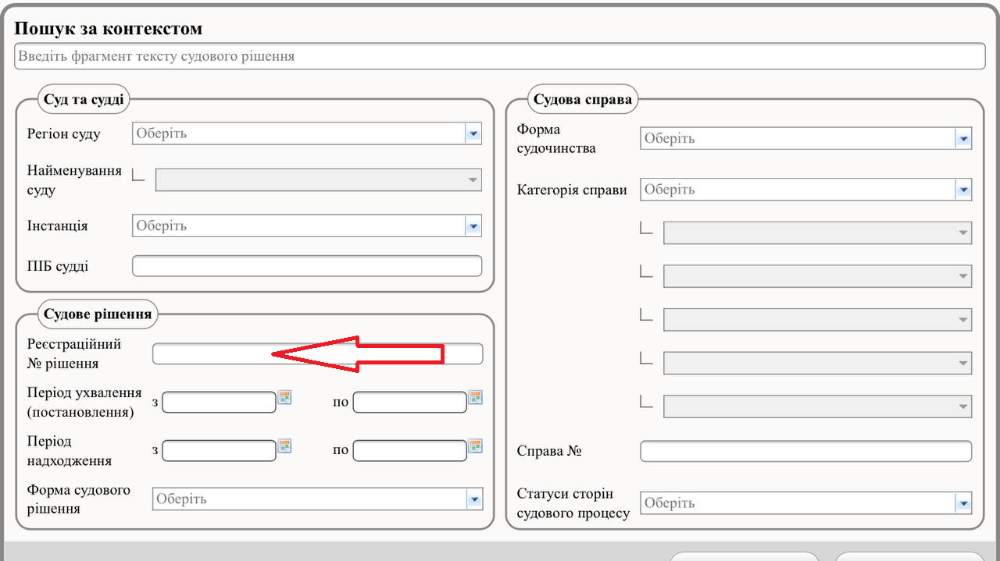 Пошук за контекстом
Введіть фрагмент тексту судового рішення
Суд та судді
Регіон суду
Оберіть
Найменування
суду
Інстанція
Оберіть
ПІБ судді
Судове рішення
Реєстраційний
№ рішення
Період ухвалення
(постановлення)
з
по
Період
надходження
з
по
Форма судового
рішення
Оберіть
Судова справа
Форма
судочинства
Оберіть
Категорія справи
Оберіть
Справа №
Статуси сторін
судового процесу
Оберіть